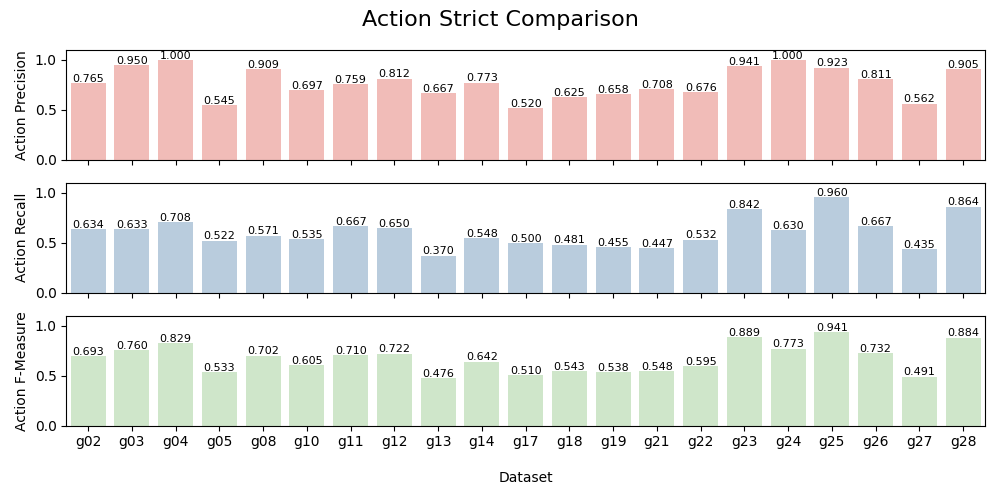 Action Strict Comparison
Action Precision
1.0
0.5
0.0
0.765 0.950 1.000 0.545 0.909 0.697 0.759 0.812 0.667 0.773 0.520 0.625 0.658 0.708 0.676 0.941 1.000 0.923 0.811 0.562 0.905
Action Recall
1.0
0.5
0.0
0.634 0.633 0.708 0.522 0.571 0.535 0.667 0.650 0.370 0.548 0.500 0.481 0.455 0.447 0.532 0.842 0.630 0.960 0.667 0.435 0.864
Action F-Measure
1.0
0.5
0.0
0.693 0.760 0.829 0.533 0.702 0.605 0.710 0.722 0.476 0.642 0.510 0.543 0.538 0.548 0.595 0.889 0.773 0.941 0.732 0.491 0.884
g02 g03 g04 g05 g08 g10 g11 g12 g13 g14 g17 g18 g19 g21 g22 g23 g24 g25 g26 g27 g28
Dataset